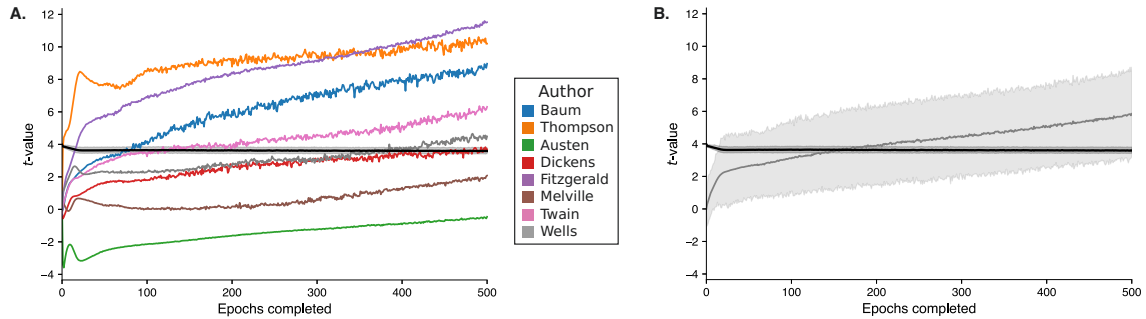 A.
12
10
8
6
4
2
0
−2
−4
t-value
0
100
200
300
400
500
Epochs completed
Author
Baum
Thompson
Austen
Dickens
Fitzgerald
Melville
Twain
Wells
B.
12
10
8
6
4
2
0
−2
−4
t-value
0
100
200
300
400
500
Epochs completed